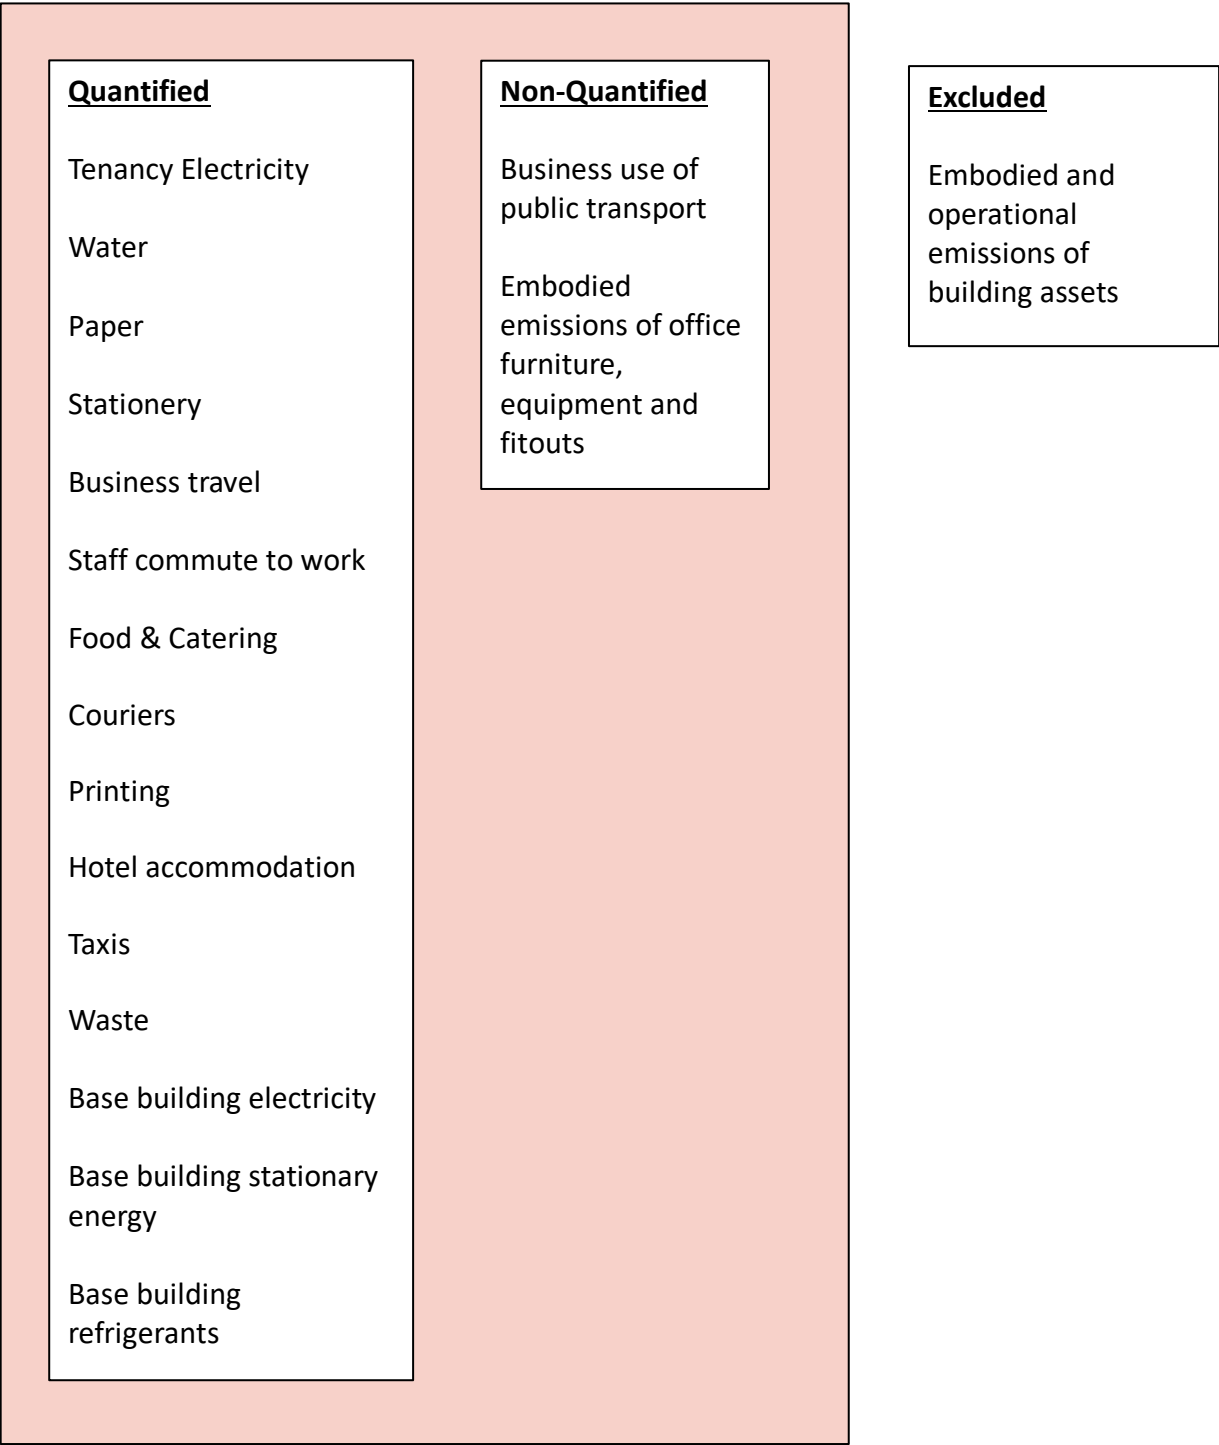 Quantified
Tenancy Electricity
Water
Paper
Stationery
Business travel
Staff commute to work
Food & Catering
Couriers
Printing
Hotel accommodation
Taxis
Waste
Base building electricity
Base building stationary
energy
Base building
refrigerants
Non-Quantified
Business use of
public transport
Embodied
emissions of office
furniture,
equipment and
fitouts
Excluded
Embodied and
operational
emissions of
building assets